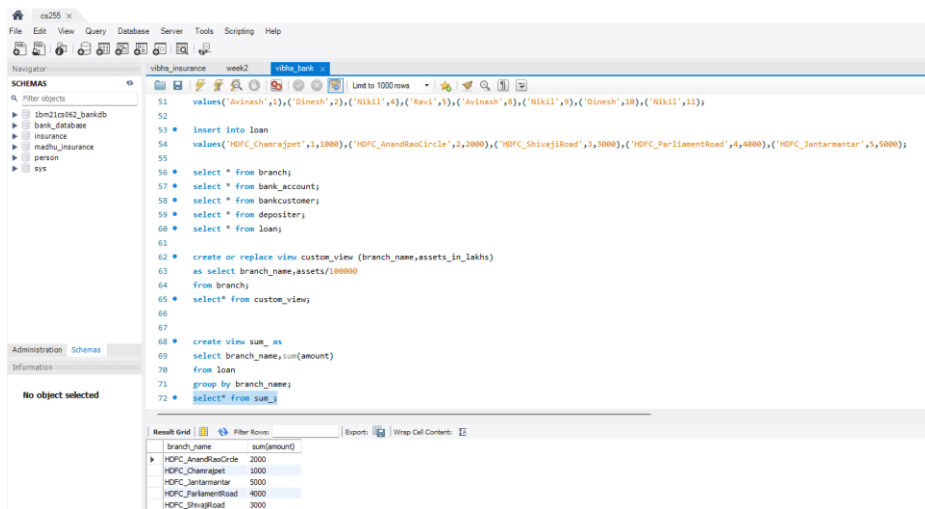 cs255 ×
File Edit View Query Database Server Tools Scripting Help
Navigator
SCHEMAS
Filter objects
1bm21cs062_bankdb
bank_database
insurance
madhu_insurance
person
sys
Administration Schemas
Information
No object selected
vibha_insurance week2 vibha_bank ×
Limit to 1000 rows
51 values('Avinash',1),('Dinesh',2),('Nikil',4),('Ravi',5),('Avinash',8),('Nikil',9),('Dinesh',10),('Nikil',11);
52
53 insert into loan
54 values('HDFC_Chamrajpet',1,1000),('HDFC_AnandRaoCircle',2,2000),('HDFC_ShivajiRoad',3,3000),('HDFC_ParliamentRoad',4,4000),('HDFC_Jantarmantar',5,5000);
55
56 select * from branch;
57 select * from bank_account;
58 select * from bankcustomer;
59 select * from depositer;
60 select * from loan;
61
62 create or replace view custom_view (branch_name,assets_in_lakhs)
63 as select branch_name,assets/100000
64 from branch;
65 select* from custom_view;
66
67
68 create view sum_ as
69 select branch_name,sum(amount)
70 from loan
71 group by branch_name;
72 select* from sum_;
Result Grid Filter Rows: Export: Wrap Cell Content:
branch_name sum(amount)
HDFC_AnandRaoCircle 2000
HDFC_Chamrajpet 1000
HDFC_Jantarmantar 5000
HDFC_ParliamentRoad 4000
HDFC_ShivajiRoad 3000